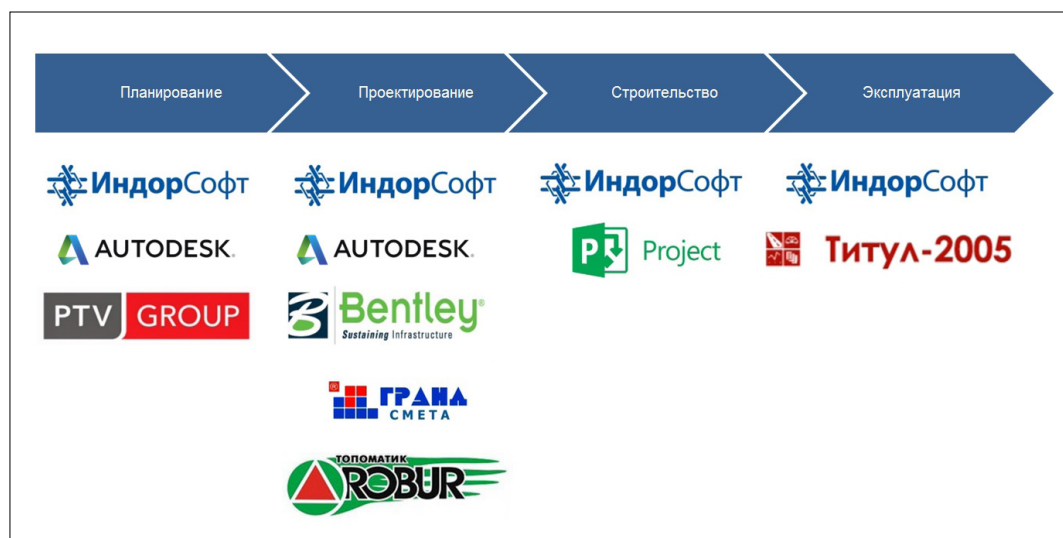 Планирование
Проектирование
Строительство
Эксплуатация
ИндорСофт
ИндорСофт
ИндорСофт
ИндорСофт
AUTODESK.
AUTODESK.
P Project
Титул-2005
PTV GROUP
Bentley®
Sustaining Infrastructure
® ГРАНД
СМЕТА
ТОПОМАТИК
ROBUR